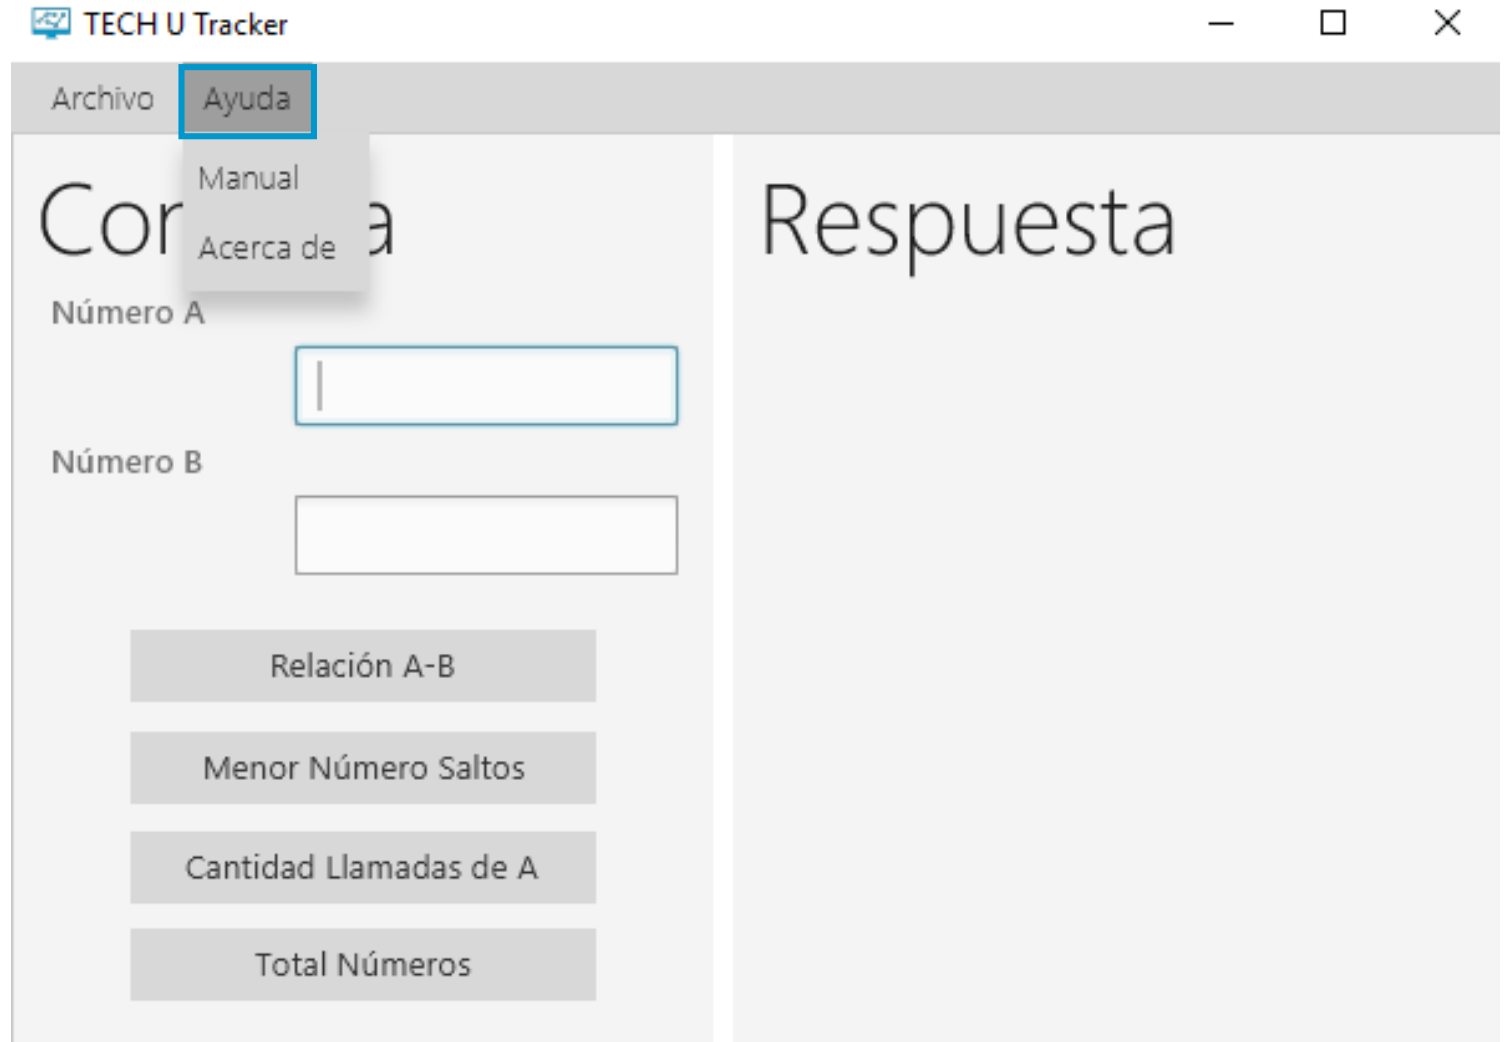 TECH U Tracker
Archivo Ayuda
Manual
Acerca de
Respuesta
Número A
Número B
Relación A-B
Menor Número Saltos
Cantidad Llamadas de A
Total Números